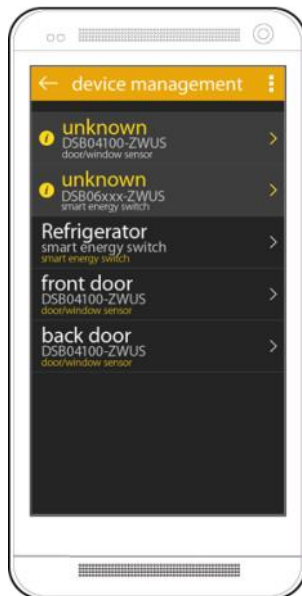 device management
unknown
DSB04100-ZWUS
door/window sensor
unknown
DSB06xxx-ZWUS
smart energy switch
Refrigerator
smart energy switch
smart energy switch
front door
DSB04100-ZWUS
door/window sensor
back door
DSB04100-ZWUS
door/window sensor